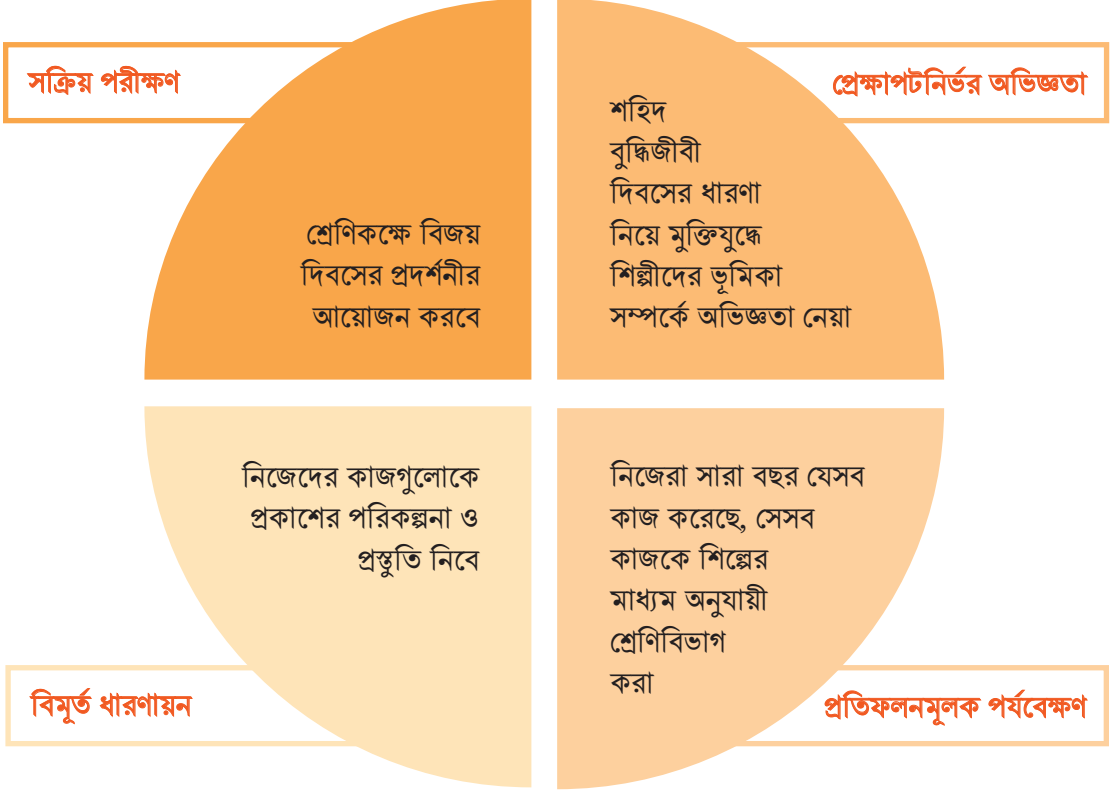 সক্রিয় পরীক্ষণ
শ্রেণিকক্ষে বিজয়
দিবসের প্রদর্শনীর
আয়োজন করবে
প্রেক্ষাপটনির্ভর অভিজ্ঞতা
শহিদ
বুদ্ধিজীবী
দিবসের ধারণা
নিয়ে মুক্তিযুদ্ধে
শিল্পীদের ভূমিকা
সম্পর্কে অভিজ্ঞতা নেয়া
নিজেদের কাজগুলোকে
প্রকাশের পরিকল্পনা ও
প্রস্তুতি নিবে
বিমূর্ত ধারণায়ন
নিজেরা সারা বছর যেসব
কাজ করেছে, সেসব
কাজকে শিল্পের
মাধ্যম অনুযায়ী
শ্রেণিবিভাগ
করা
প্রতিফলনমূলক পর্যবেক্ষণ